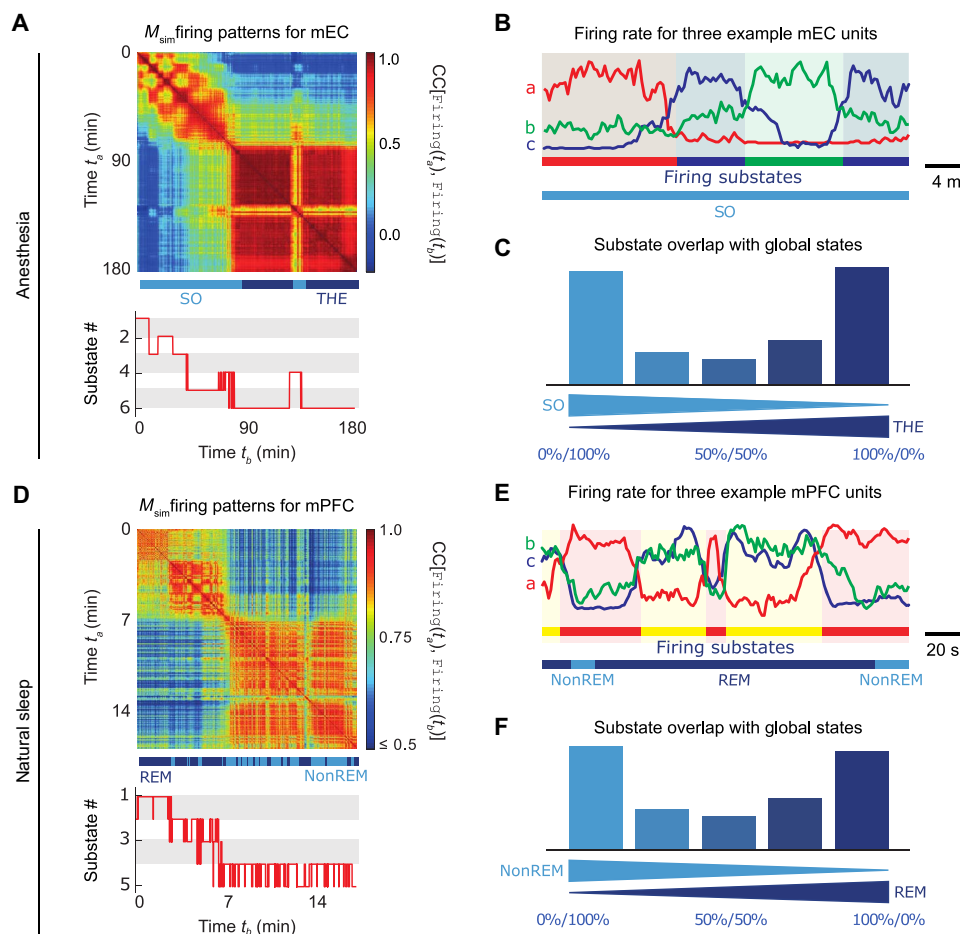 A
M_sim firing patterns for mEC
0
90
180
Time t_a (min)
1.0
0.0
CC[Firing(t_a), Firing(t_b)]
SO
THE
Substate #
2
4
6
0
90
180
Time t_b (min)
Anesthesia
B
Firing rate for three example mEC units
a
b
c
Firing substates
SO
4 m
C
Substate overlap with global states
SO
THE
0%/100%
50%/50%
100%/0%
D
M_sim firing patterns for mPFC
0
7
14
Time t_a (min)
1.0
0.75
≤ 0.5
CC[Firing(t_a), Firing(t_b)]
REM
NonREM
Substate #
1
3
5
0
7
14
Time t_b (min)
Natural sleep
E
Firing rate for three example mPFC units
b
c
a
Firing substates
NonREM
REM
NonREM
20 s
F
Substate overlap with global states
NonREM
REM
0%/100%
50%/50%
100%/0%